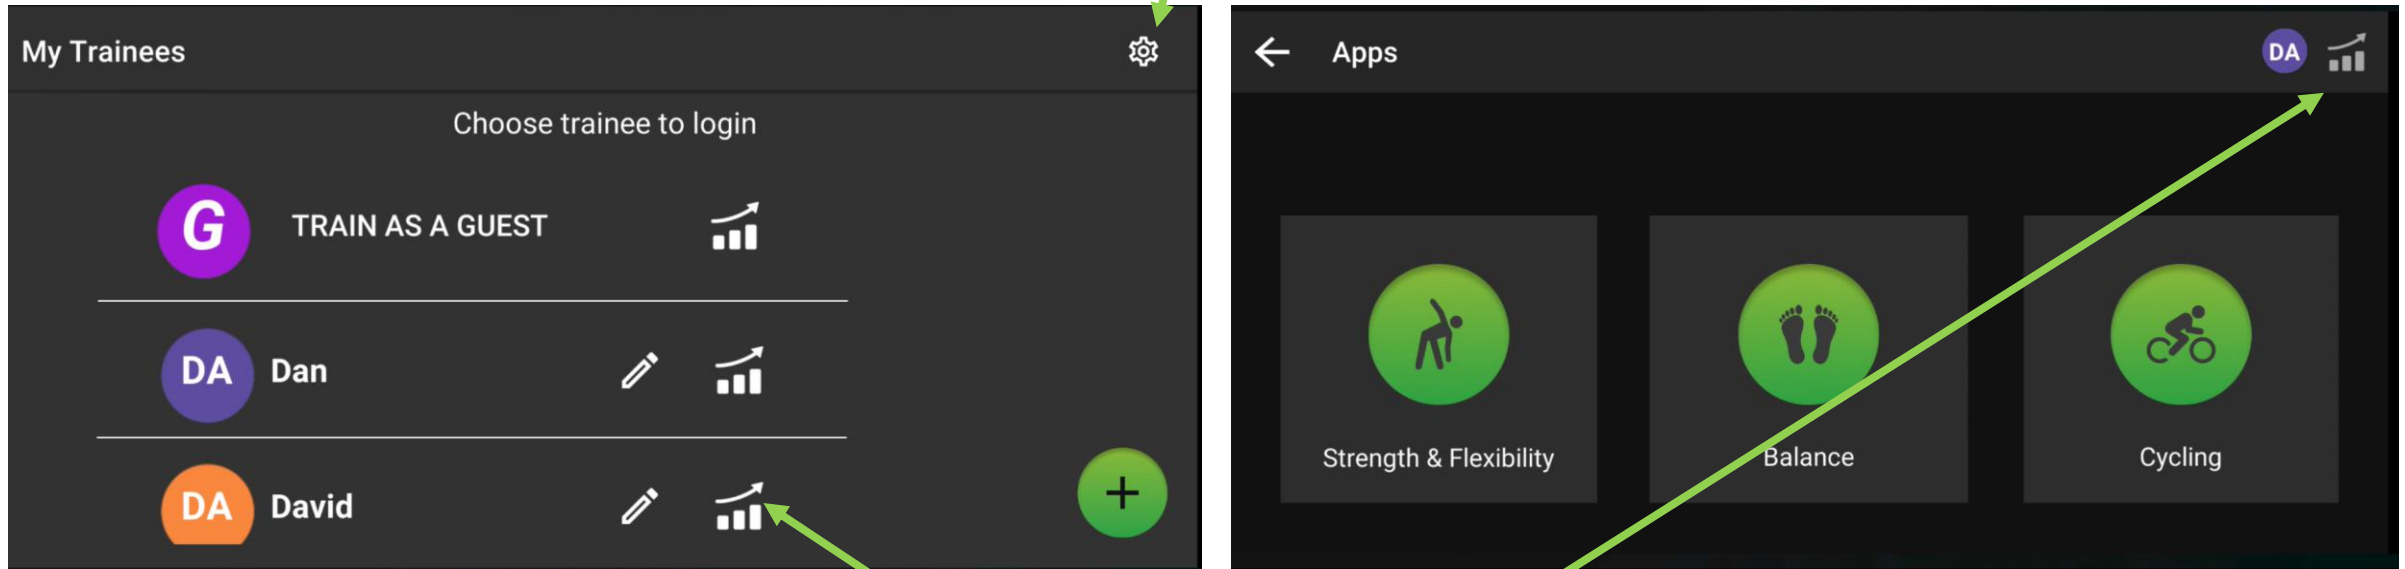 My Trainees
Choose trainee to login
G TRAIN AS A GUEST
DA Dan
DA David
+
Apps
DA
Strength & Flexibility
Balance
Cycling